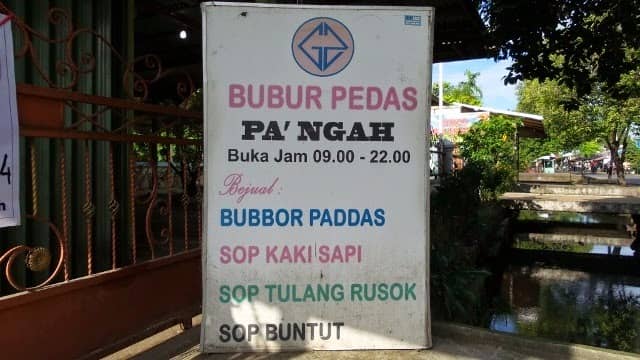 BUBUR PEDAS
PA' NGAH
Buka Jam 09.00 - 22.00
Bejual :
BUBBOR PADDAS
SOP KAKI SAPI
SOP TULANG RUSOK
SOP BUNTUT
4
n